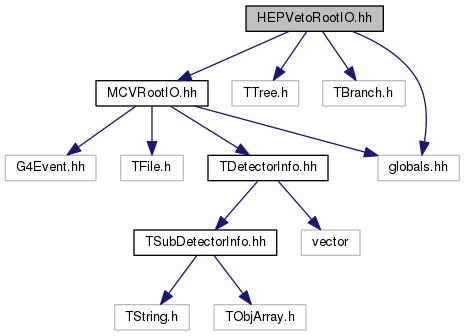 HEPVetoRootIO.hh
MCVRootIO.hh
TTree.h
TBranch.h
G4Event.hh
TFile.h
TDetectorInfo.hh
globals.hh
TSubDetectorInfo.hh
vector
TString.h
TObjArray.h